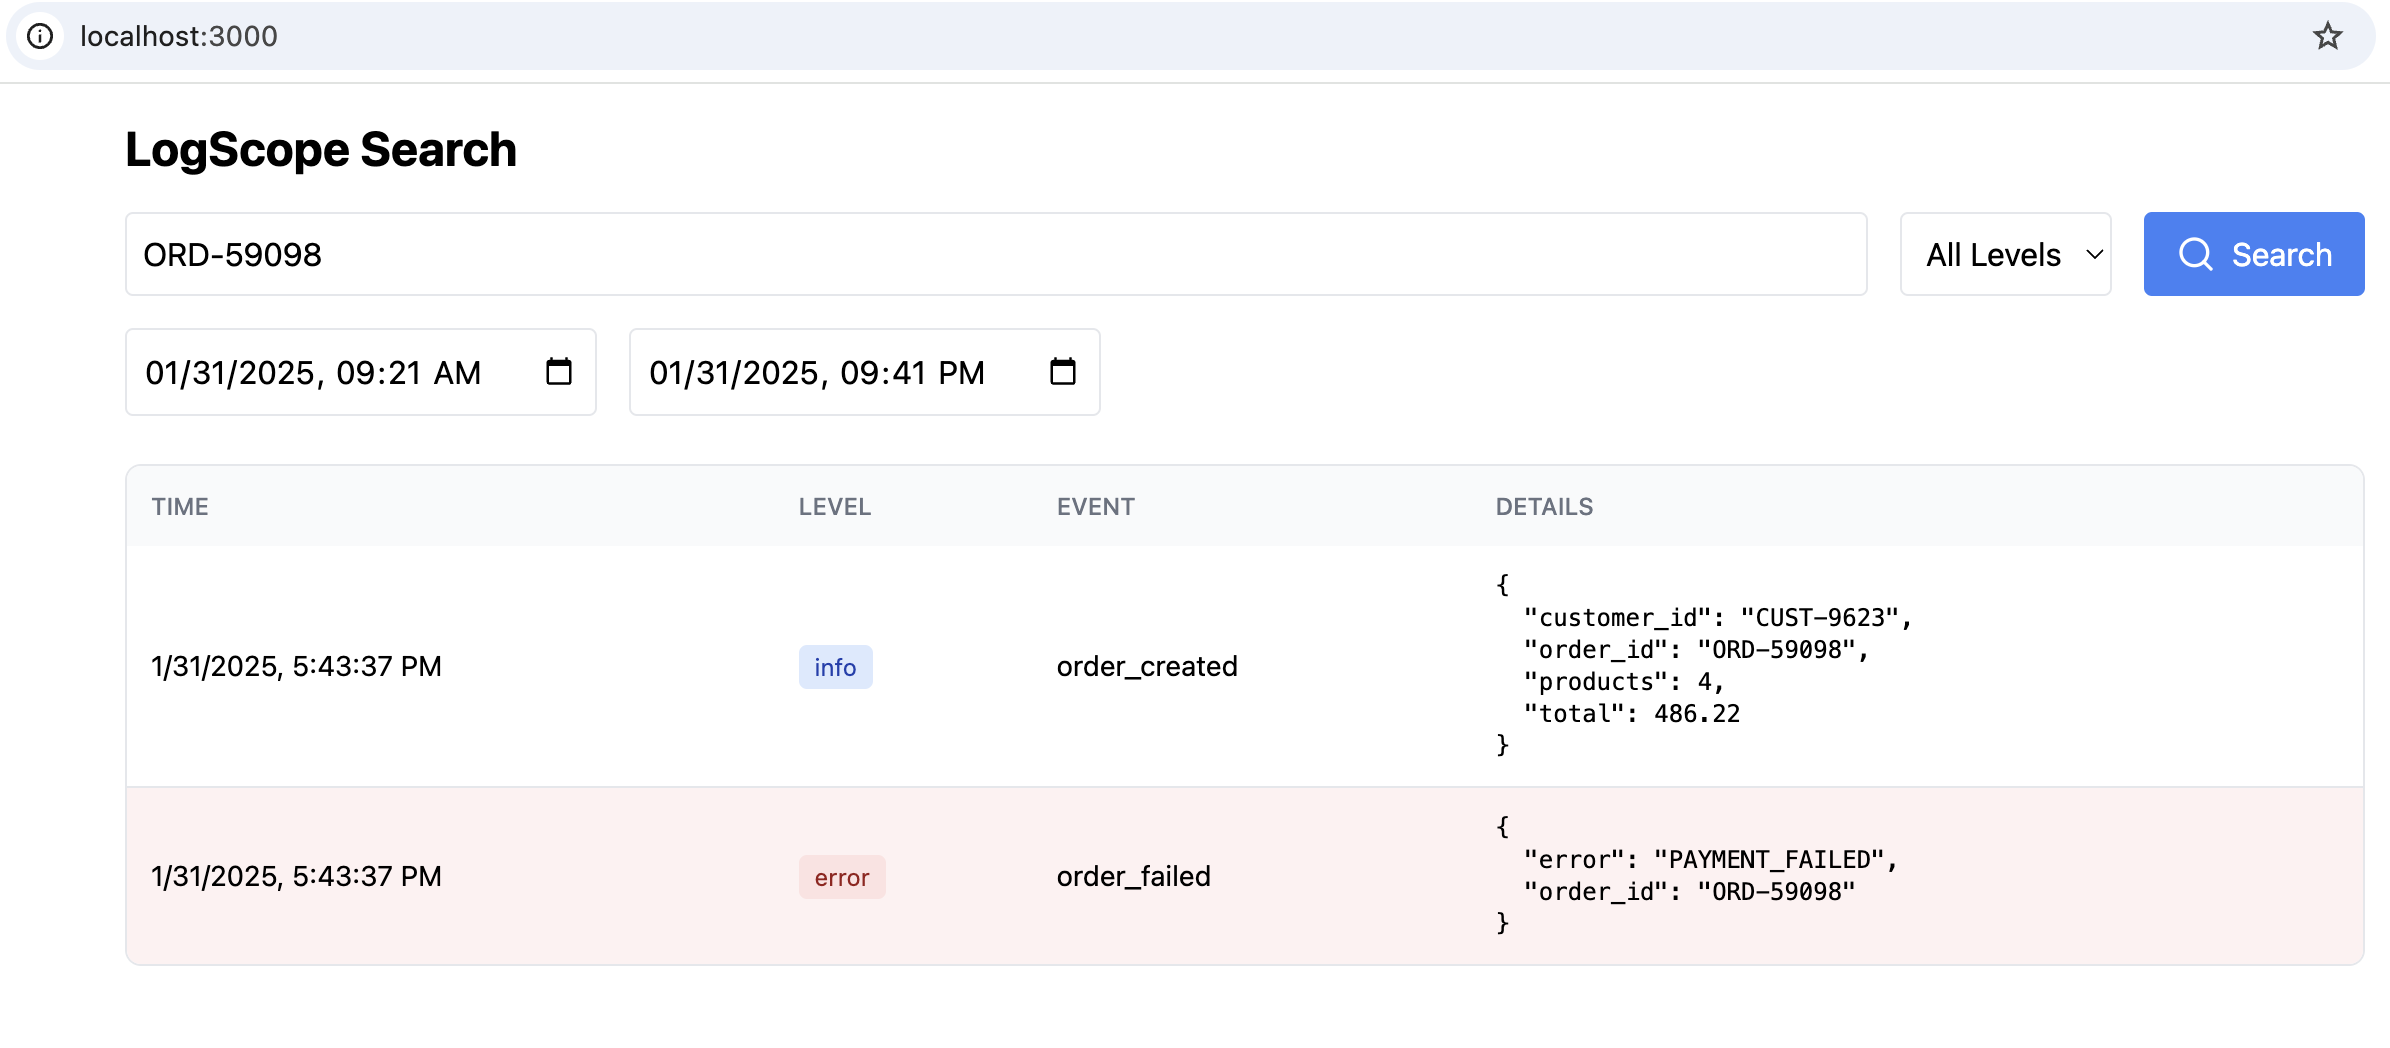 localhost:3000
LogScope Search
ORD-59098
All Levels
Search
01/31/2025, 09:21 AM
01/31/2025, 09:41 PM
TIME LEVEL EVENT DETAILS
1/31/2025, 5:43:37 PM info order_created
{
  "customer_id": "CUST-9623",
  "order_id": "ORD-59098",
  "products": 4,
  "total": 486.22
}
1/31/2025, 5:43:37 PM error order_failed
{
  "error": "PAYMENT_FAILED",
  "order_id": "ORD-59098"
}